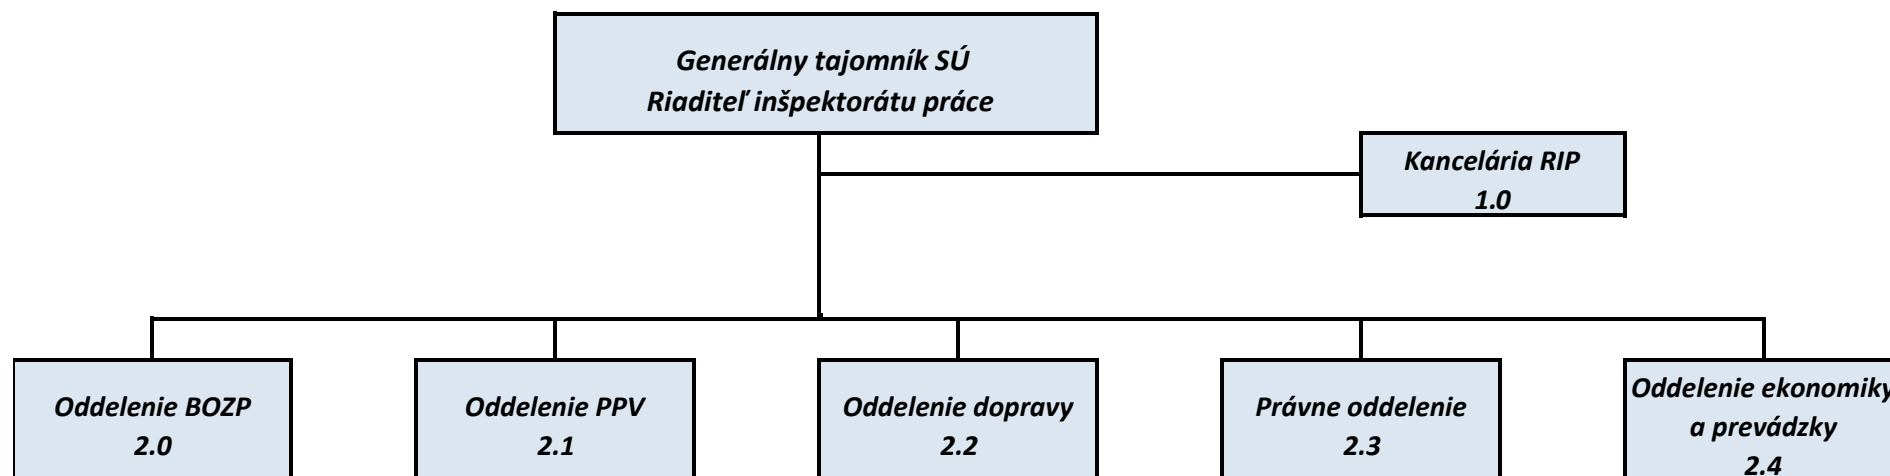 Generálny tajomník SÚ
Riaditeľ inšpektorátu práce
Kancelária RIP
1.0
Oddelenie BOZP
2.0
Oddelenie PPV
2.1
Oddelenie dopravy
2.2
Právne oddelenie
2.3
Oddelenie ekonomiky
a prevádzky
2.4